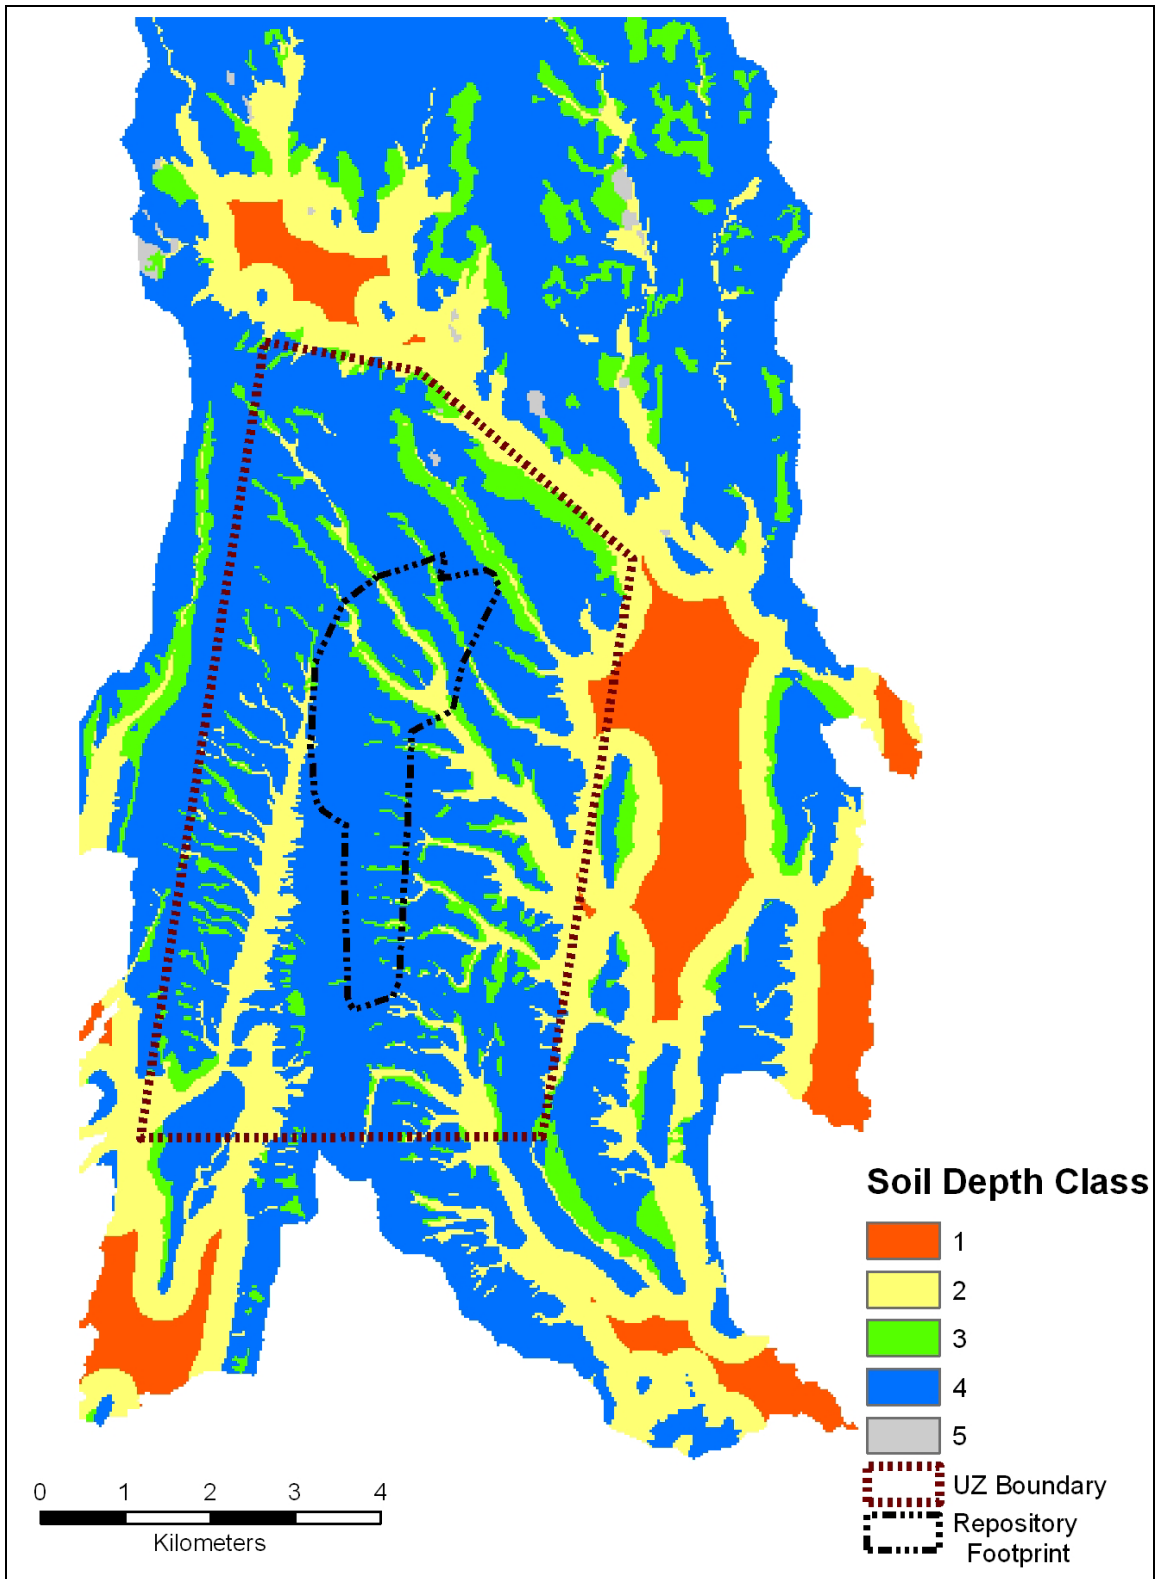 Soil Depth Class
1
2
3
4
5
UZ Boundary
Repository
Footprint
0 1 2 3 4
Kilometers